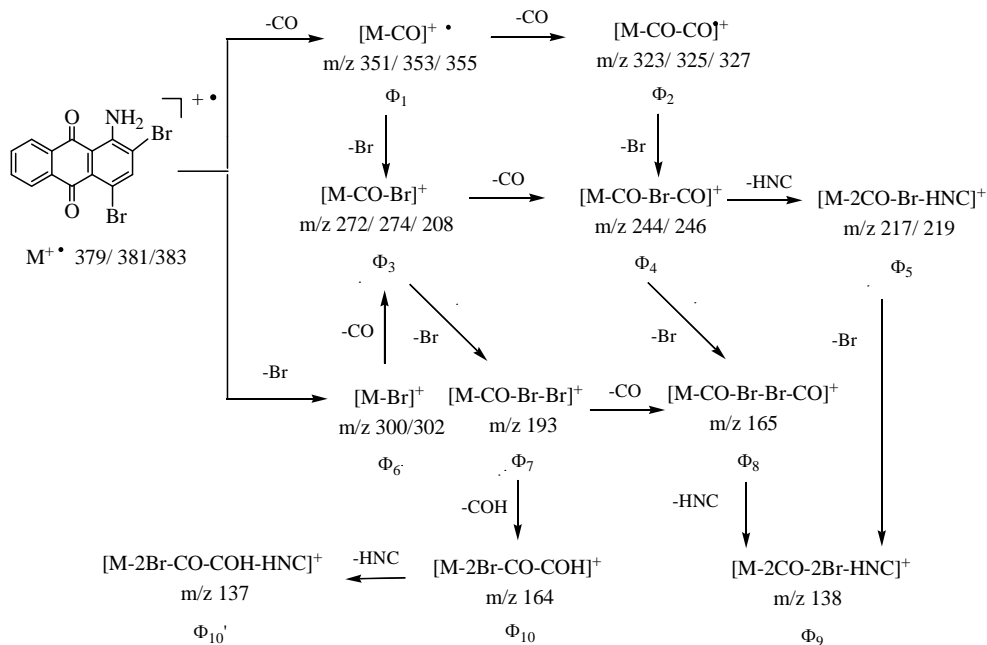 -CO
[M-CO]+ •
m/z 351/ 353/ 355
Φ1
-CO
[M-CO-CO]•+
m/z 323/ 325/ 327
Φ2
+ •
O
NH2
Br
O
Br
M+ • 379/ 381/383
-Br
-Br
[M-CO-Br]+
m/z 272/ 274/ 208
Φ3
-CO
[M-CO-Br-CO]+
m/z 244/ 246
Φ4
-HNC
[M-2CO-Br-HNC]+
m/z 217/ 219
Φ5
-CO
-Br
-Br
-Br
-Br
[M-Br]+
m/z 300/302
Φ6
[M-CO-Br-Br]+
m/z 193
Φ7
-CO
[M-CO-Br-Br-CO]+
m/z 165
Φ8
-COH
-HNC
[M-2Br-CO-COH-HNC]+
m/z 137
Φ10'
-HNC
[M-2Br-CO-COH]+
m/z 164
Φ10
[M-2CO-2Br-HNC]+
m/z 138
Φ9